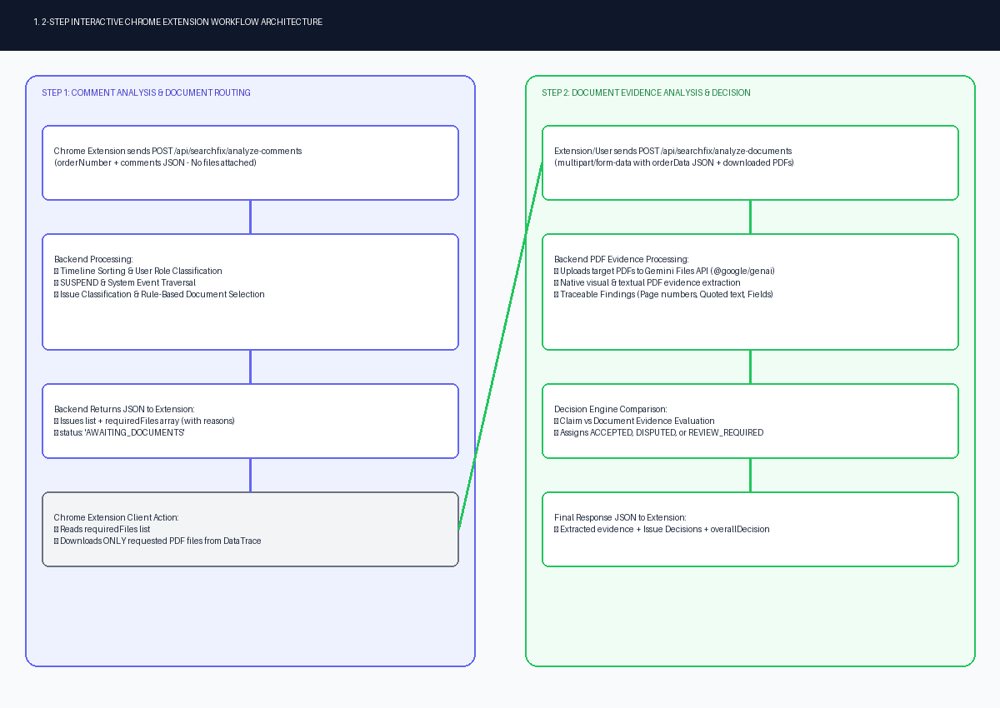 1. 2-STEP INTERACTIVE CHROME EXTENSION WORKFLOW ARCHITECTURE
STEP 1: COMMENT ANALYSIS & DOCUMENT ROUTING
Chrome Extension sends POST /api/searchfix/analyze-comments
(orderNumber + comments JSON - No files attached)
Backend Processing:
Timeline Sorting & User Role Classification
SUSPEND & System Event Traversal
Issue Classification & Rule-Based Document Selection
Backend Returns JSON to Extension:
Issues list + requiredFiles array (with reasons)
status: 'AWAITING_DOCUMENTS'
Chrome Extension Client Action:
Reads requiredFiles list
Downloads ONLY requested PDF files from DataTrace
STEP 2: DOCUMENT EVIDENCE ANALYSIS & DECISION
Extension/User sends POST /api/searchfix/analyze-documents
(multipart/form-data with orderData JSON + downloaded PDFs)
Backend PDF Evidence Processing:
Uploads target PDFs to Gemini Files API (@google/genai)
Native visual & textual PDF evidence extraction
Traceable Findings (Page numbers, Quoted text, Fields)
Decision Engine Comparison:
Claim vs Document Evidence Evaluation
Assigns ACCEPTED, DISPUTED, or REVIEW_REQUIRED
Final Response JSON to Extension:
Extracted evidence + Issue Decisions + overallDecision